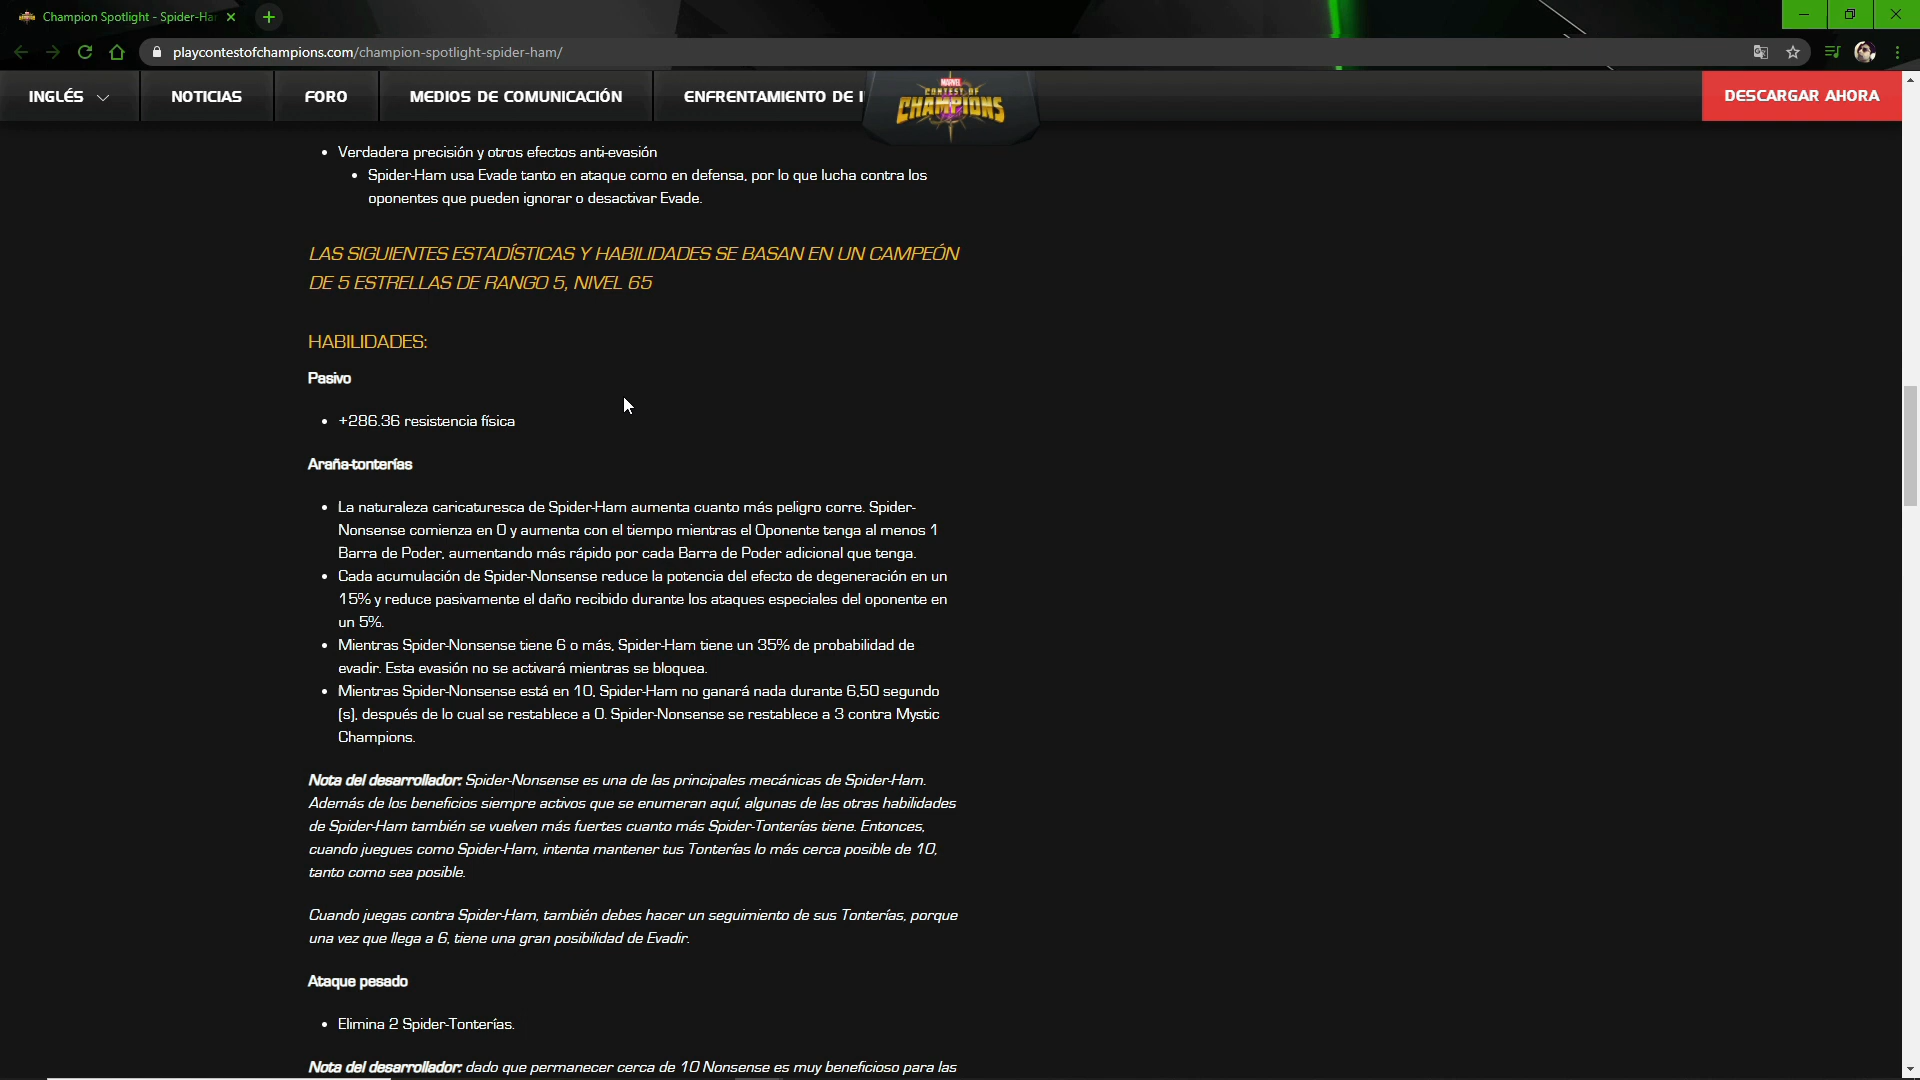 Champion Spotlight - Spider-Ha
playcontestofchampions.com/champion-spotlight-spider-ham/
INGLÉS
NOTICIAS
FORO
MEDIOS DE COMUNICACIÓN
ENFRENTAMIENTO DE
MARVEL
CONTEST OF
CHAMPIONS
DESCARGAR AHORA
• Verdadera precisión y otros efectos anti-evasión
• Spider-Ham usa Evade tanto en ataque como en defensa, por lo que lucha contra los
oponentes que pueden ignorar o desactivar Evade.
LAS SIGUIENTES ESTADÍSTICAS Y HABILIDADES SE BASAN EN UN CAMPEÓN
DE 5 ESTRELLAS DE RANGO 5, NIVEL 65
HABILIDADES:
Pasivo
• +286.36 resistencia física
Araña-tonterías
• La naturaleza caricaturesca de Spider-Ham aumenta cuanto más peligro corre. Spider-
Nonsense comienza en 0 y aumenta con el tiempo mientras el Oponente tenga al menos 1
Barra de Poder, aumentando más rápido por cada Barra de Poder adicional que tenga.
• Cada acumulación de Spider-Nonsense reduce la potencia del efecto de degeneración en un
15% y reduce pasivamente el daño recibido durante los ataques especiales del oponente en
un 5%.
• Mientras Spider-Nonsense tiene 6 o más, Spider-Ham tiene un 35% de probabilidad de
evadir. Esta evasión no se activará mientras se bloquea.
• Mientras Spider-Nonsense está en 10, Spider-Ham no ganará nada durante 6,50 segundo
(s), después de lo cual se restablece a 0. Spider-Nonsense se restablece a 3 contra Mystic
Champions.
Nota del desarrollador: Spider-Nonsense es una de las principales mecánicas de Spider-Ham.
Además de los beneficios siempre activos que se enumeran aquí, algunas de las otras habilidades
de Spider-Ham también se vuelven más fuertes cuanto más Spider-Tonterías tiene. Entonces,
cuando juegues como Spider-Ham, intenta mantener tus Tonterías lo más cerca posible de 10,
tanto como sea posible.
Cuando juegas contra Spider-Ham, también debes hacer un seguimiento de sus Tonterías, porque
una vez que llega a 6, tiene una gran posibilidad de Evadir.
Ataque pesado
• Elimina 2 Spider-Tonterías.
Nota del desarrollador: dado que permanecer cerca de 10 Nonsense es muy beneficioso para las